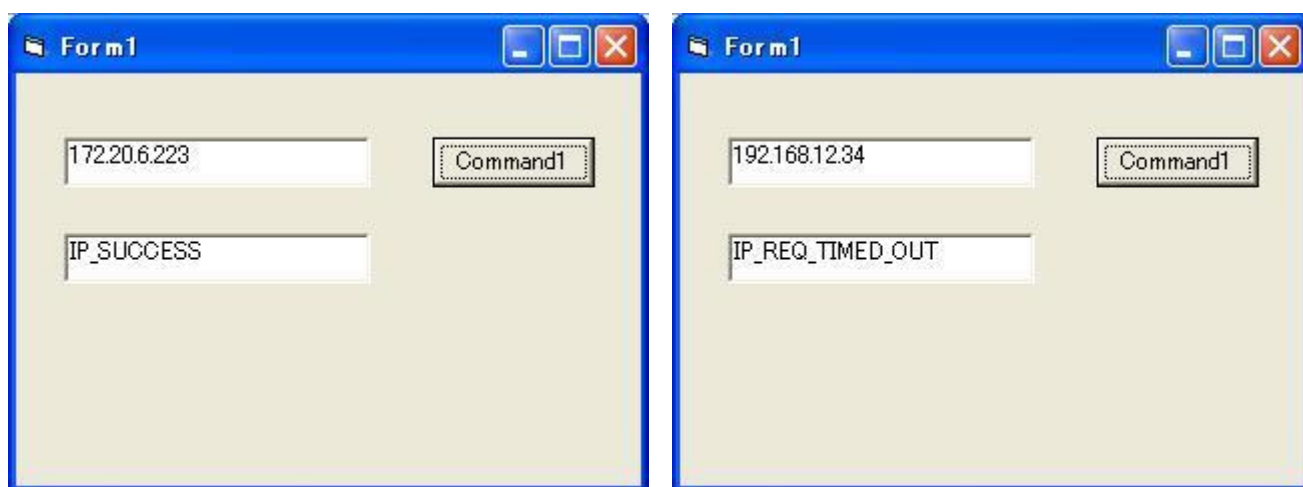 Form1
172.20.6.223
Command1
IP_SUCCESS
Form1
192.168.12.34
Command1
IP_REQ_TIMED_OUT